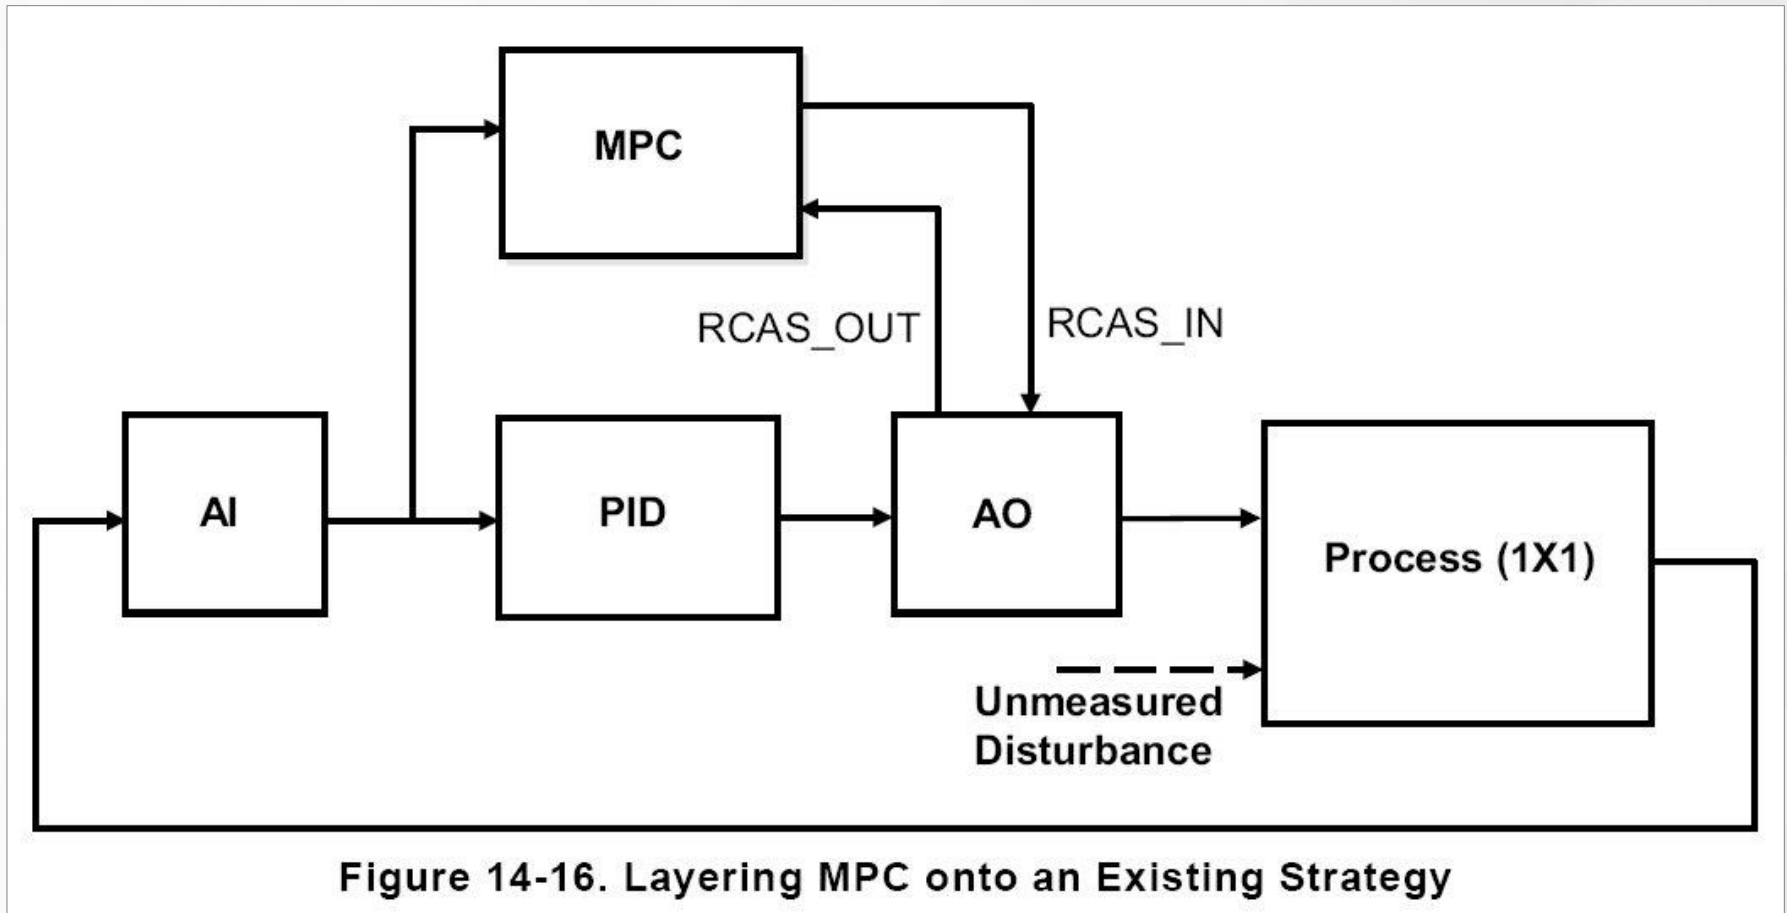 MPC
RCAS_OUT
RCAS_IN
AI
PID
AO
Process (1X1)
Unmeasured
Disturbance
Figure 14-16. Layering MPC onto an Existing Strategy